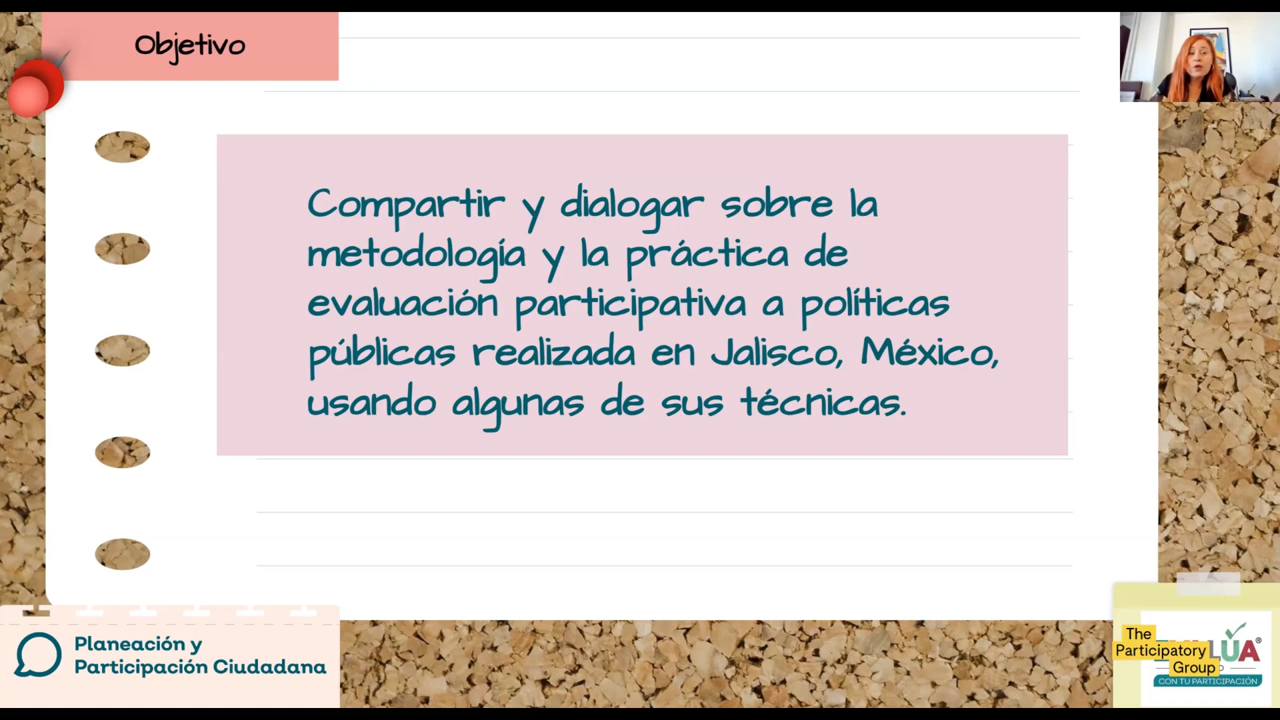 Objetivo
Compartir y dialogar sobre la
metodología y la práctica de
evaluación participativa a políticas
públicas realizada en Jalisco, México,
usando algunas de sus técnicas.
Planeación y
Participación Ciudadana
The
Participatory
Group
LÚA®
CON TU PARTICIPACIÓN